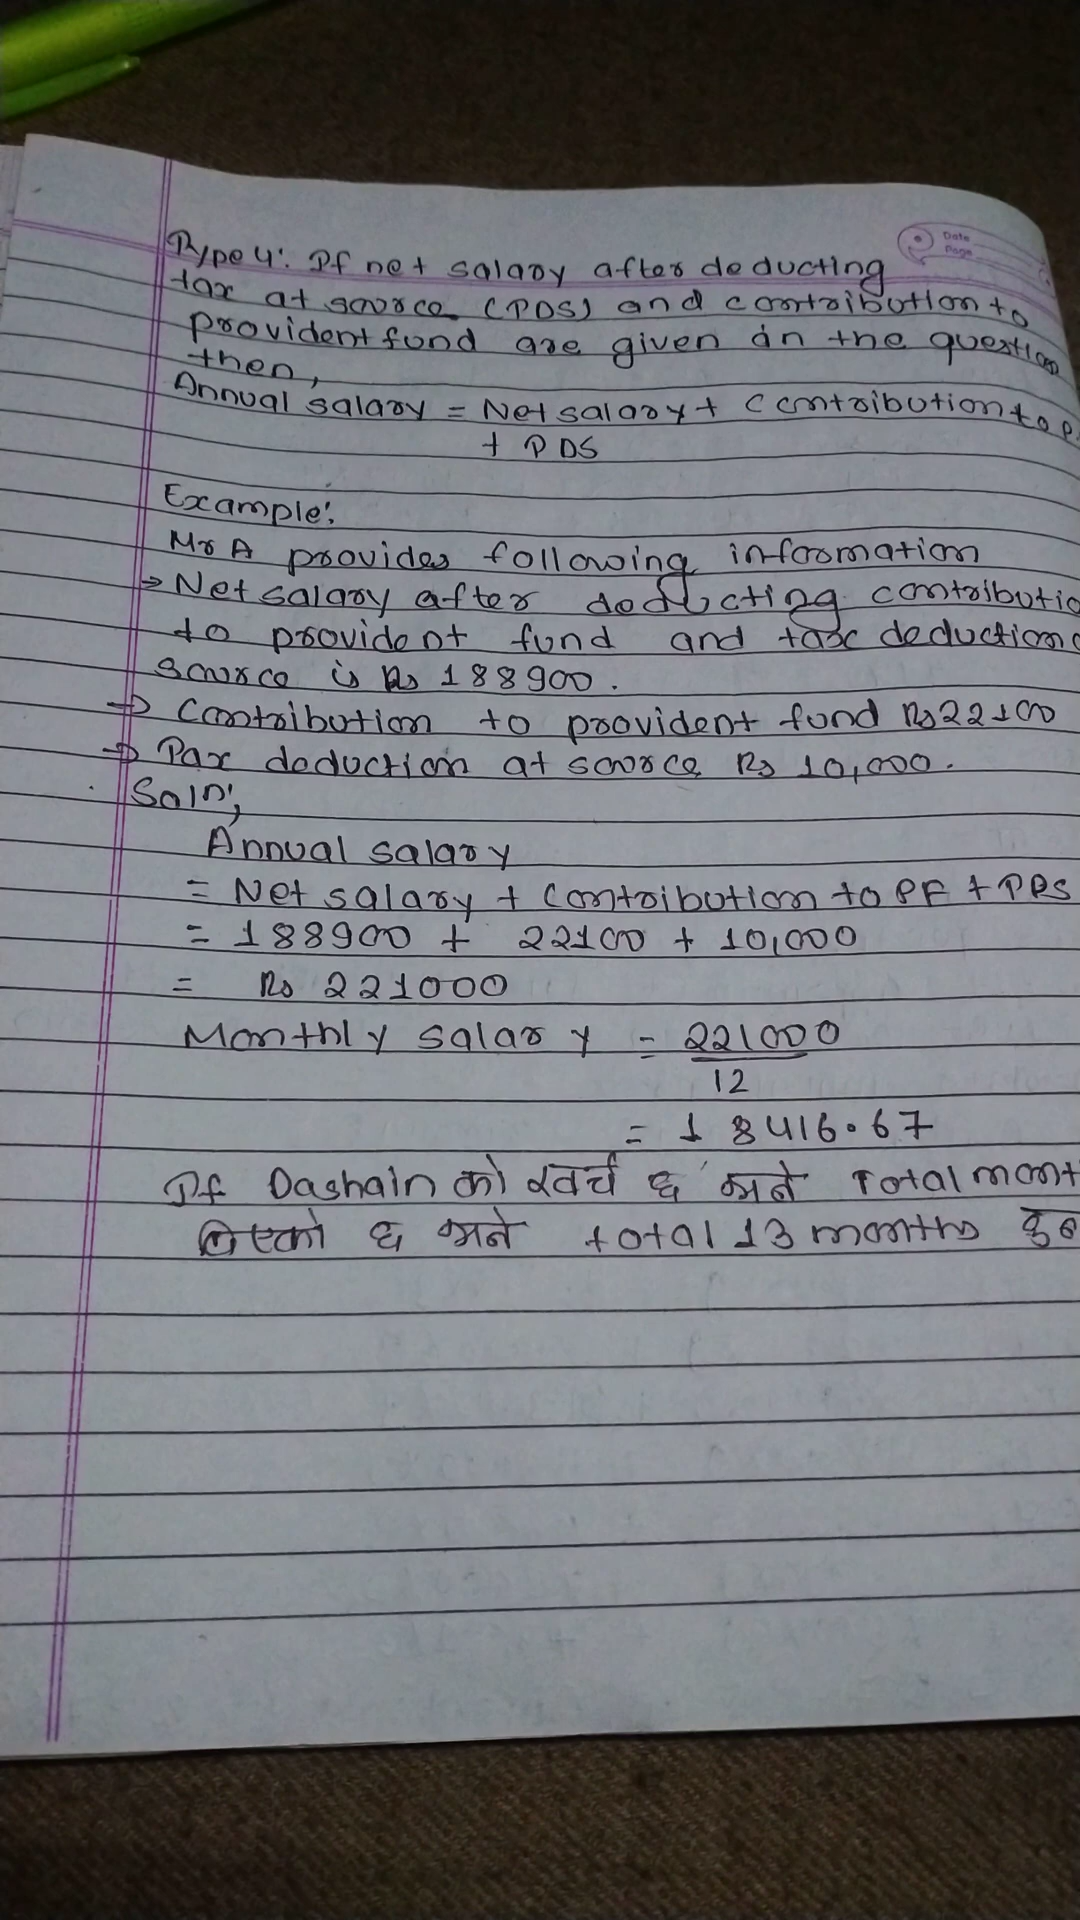 Type 4: If net salary after deducting
Date
Page
tax at source (TDS) and contribution to
provident fund are given in the question
then,
Annual salary = Net salary + Contribution to P
+ TDS
Example:
Mr A provides following information
→ Net salary after deducting contributio
to provident fund and tax deduction
source is Rs 188900.
→ Contribution to provident fund Rs 22100
→ Tax deduction at source Rs 10,000.
Soln;
Annual salary
= Net salary + Contribution to PF + TDS
= 188900 + 22100 + 10,000
= Rs 221000
Monthly salary = 221000
12
= 18416.67
If Dashain को खर्च छ भने Total mont
लिएको छ भने total 13 months